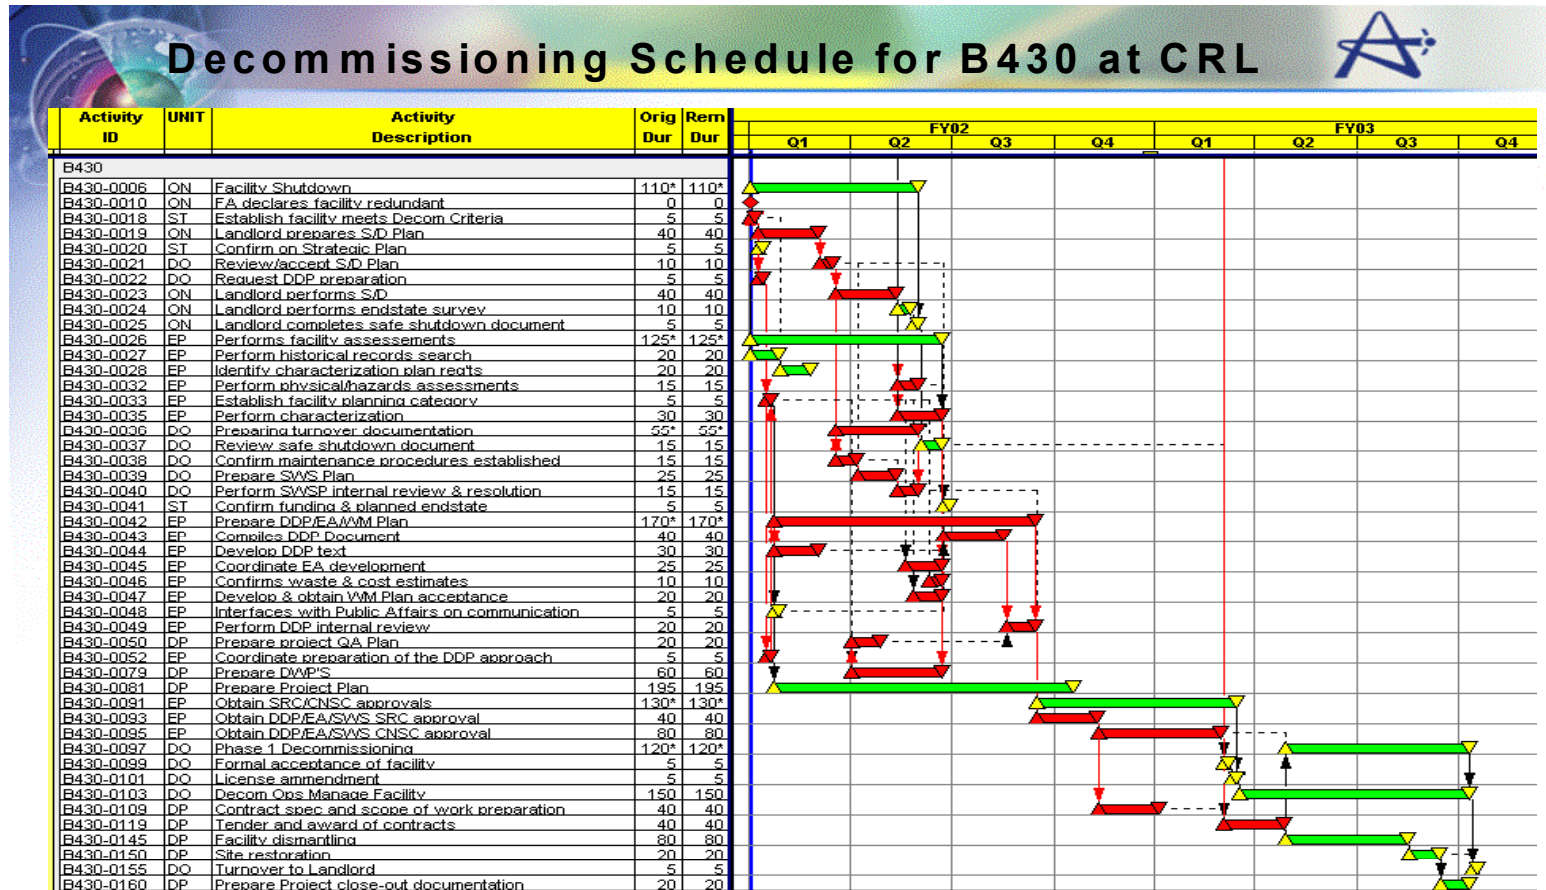 Decommissioning Schedule for B430 at CRL
Activity ID UNIT Activity Description Orig Dur Rem Dur
FY02 FY03
Q1 Q2 Q3 Q4 Q1 Q2 Q3 Q4
B430
B430-0006 ON Facility Shutdown 110* 110*
B430-0010 ON FA declares facility redundant 0 0
B430-0018 ST Establish facility meets Decom Criteria 5 5
B430-0019 ON Landlord prepares S/D Plan 40 40
B430-0020 ST Confirm on Strategic Plan 5 5
B430-0021 DO Review/accept S/D Plan 10 10
B430-0022 DO Request DDP preparation 5 5
B430-0023 ON Landlord performs S/D 40 40
B430-0024 ON Landlord performs endstate survey 10 10
B430-0025 ON Landlord completes safe shutdown document 5 5
B430-0026 EP Performs facility assessements 125* 125*
B430-0027 EP Perform historical records search 20 20
B430-0028 EP Identify characterization plan req'ts 20 20
B430-0032 EP Perform physical/hazards assessments 15 15
B430-0033 EP Establish facility planning category 5 5
B430-0035 EP Perform characterization 30 30
B430-0036 DO Preparing turnover documentation 55* 55*
B430-0037 DO Review safe shutdown document 15 15
B430-0038 DO Confirm maintenance procedures established 15 15
B430-0039 DO Prepare SWS Plan 25 25
B430-0040 DO Perform SWSP internal review & resolution 15 15
B430-0041 ST Confirm funding & planned endstate 5 5
B430-0042 EP Prepare DDP/EA/WM Plan 170* 170*
B430-0043 EP Compiles DDP Document 40 40
B430-0044 EP Develop DDP text 30 30
B430-0045 EP Coordinate EA development 25 25
B430-0046 EP Confirms waste & cost estimates 10 10
B430-0047 EP Develop & obtain WM Plan acceptance 20 20
B430-0048 EP Interfaces with Public Affairs on communication 5 5
B430-0049 EP Perform DDP internal review 20 20
B430-0050 DP Prepare project QA Plan 20 20
B430-0052 EP Coordinate preparation of the DDP approach 5 5
B430-0079 DP Prepare DWP'S 60 60
B430-0081 DP Prepare Project Plan 195 195
B430-0091 EP Obtain SRC/CNSC approvals 130* 130*
B430-0093 EP Obtain DDP/EA/SWS SRC approval 40 40
B430-0095 EP Obtain DDP/EA/SWS CNSC approval 80 80
B430-0097 DO Phase 1 Decommissioning 120* 120*
B430-0099 DO Formal acceptance of facility 5 5
B430-0101 DO License ammendment 5 5
B430-0103 DO Decom Ops Manage Facility 150 150
B430-0109 DP Contract spec and scope of work preparation 40 40
B430-0119 DP Tender and award of contracts 40 40
B430-0145 DP Facility dismantling 80 80
B430-0150 DP Site restoration 20 20
B430-0155 DO Turnover to Landlord 5 5
B430-0160 DP Prepare Project close-out documentation 20 20